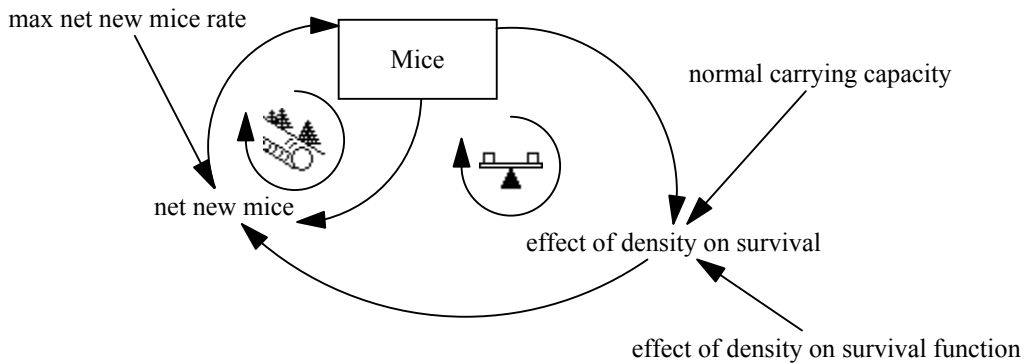 max net new mice rate
Mice
normal carrying capacity
net new mice
effect of density on survival
effect of density on survival function